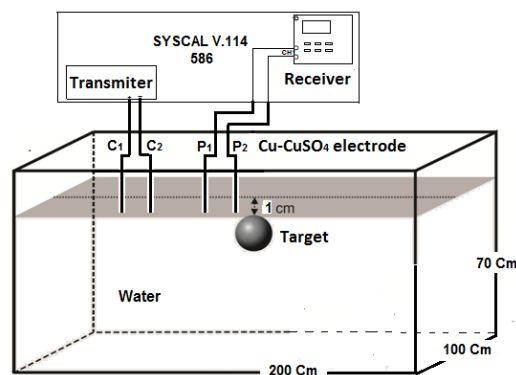 SYSCAL V.114
586
CH1
Transmiter
Receiver
C1 C2 P1 P2 Cu-CuSO4 electrode
1 cm
Target
Water
70 Cm
100 Cm
200 Cm